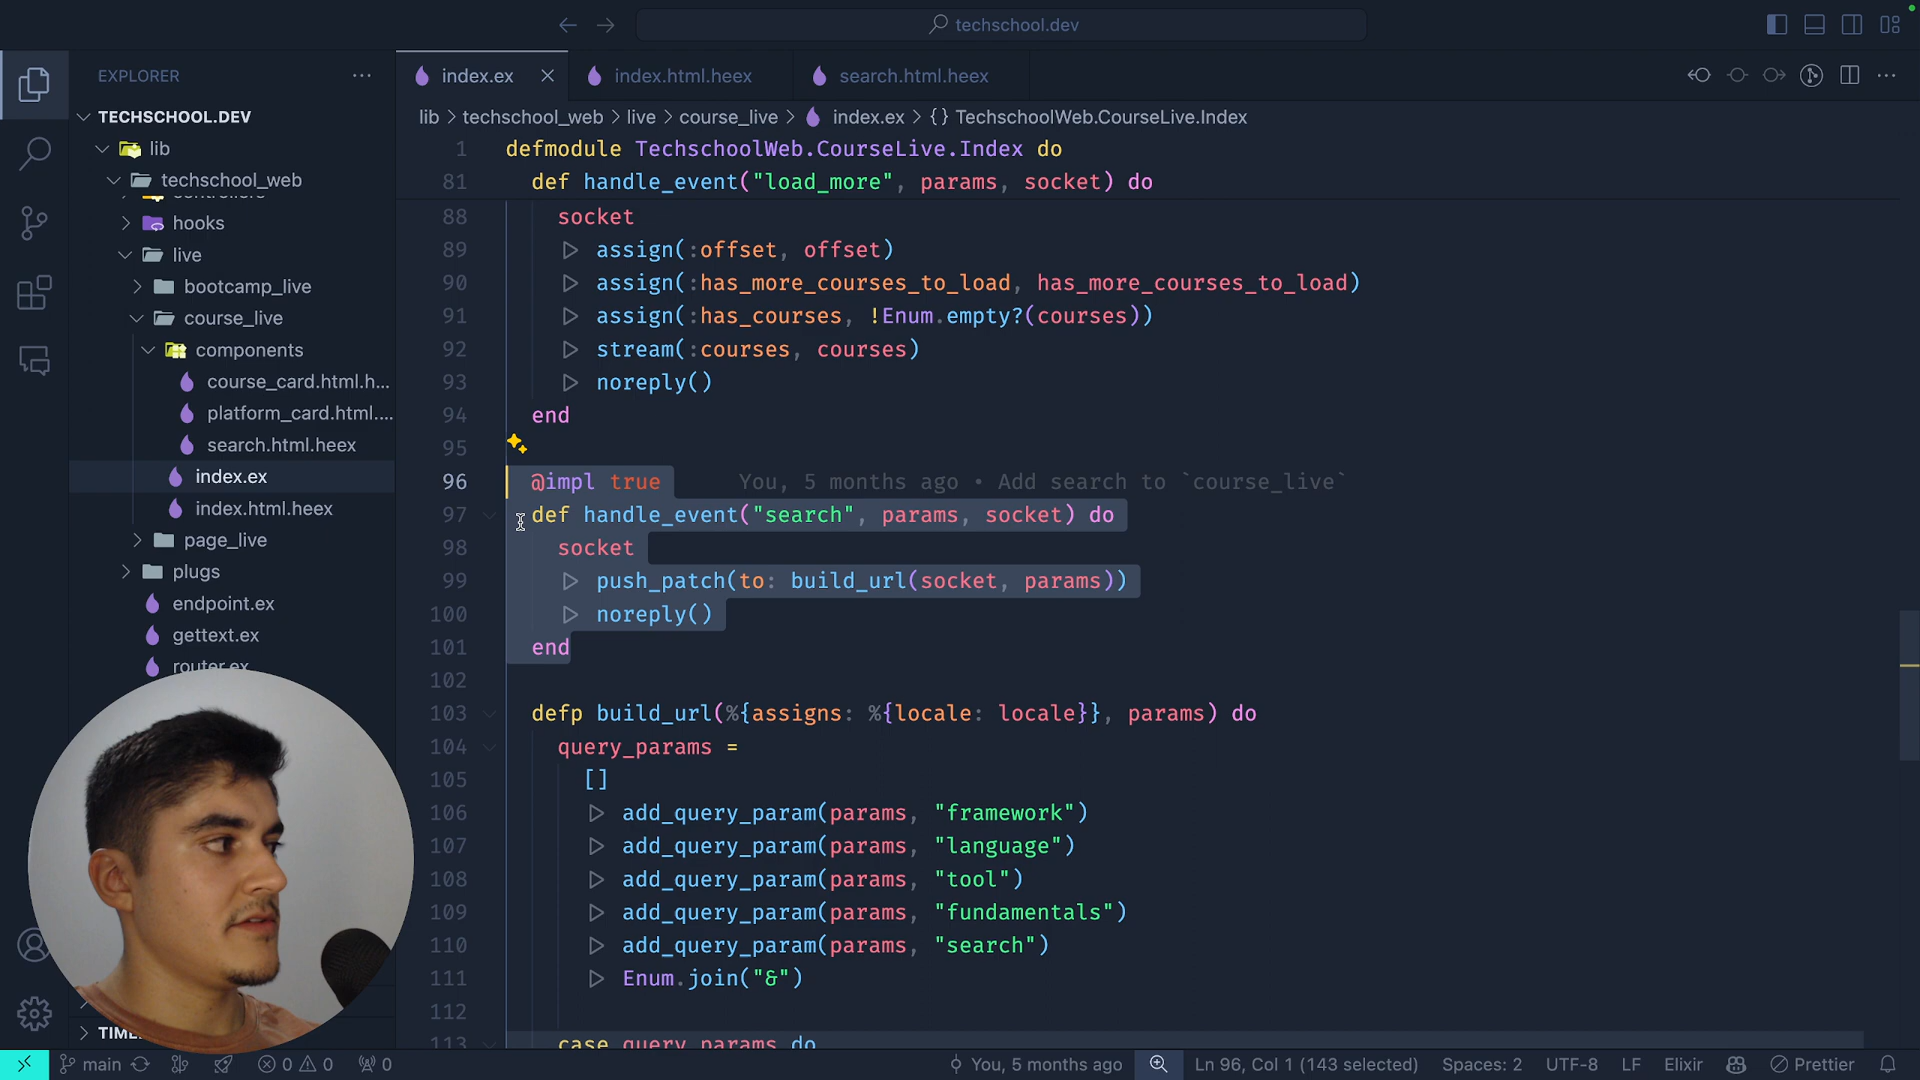 techschool.dev
EXPLORER
index.ex
index.html.heex
search.html.heex
TECHSCHOOL.DEV
lib > techschool_web > live > course_live > index.ex > {} TechschoolWeb.CourseLive.Index
lib
techschool_web
hooks
live
bootcamp_live
course_live
components
course_card.html.h...
platform_card.html....
search.html.heex
index.ex
index.html.heex
page_live
plugs
endpoint.ex
gettext.ex
router.ex
1 defmodule TechschoolWeb.CourseLive.Index do
81 def handle_event("load_more", params, socket) do
88 socket
89 ▷ assign(:offset, offset)
90 ▷ assign(:has_more_courses_to_load, has_more_courses_to_load)
91 ▷ assign(:has_courses, !Enum.empty?(courses))
92 ▷ stream(:courses, courses)
93 ▷ noreply()
94 end
95
96 @impl true You, 5 months ago • Add search to `course_live`
97 def handle_event("search", params, socket) do
98 socket
99 ▷ push_patch(to: build_url(socket, params))
100 ▷ noreply()
101 end
102
103 defp build_url(%{assigns: %{locale: locale}}, params) do
104 query_params =
105 []
106 ▷ add_query_param(params, "framework")
107 ▷ add_query_param(params, "language")
108 ▷ add_query_param(params, "tool")
109 ▷ add_query_param(params, "fundamentals")
110 ▷ add_query_param(params, "search")
111 ▷ Enum.join("&")
112
113 case query_params do
main
0 0
0
You, 5 months ago
Ln 96, Col 1 (143 selected)
Spaces: 2
UTF-8
LF
Elixir
Prettier